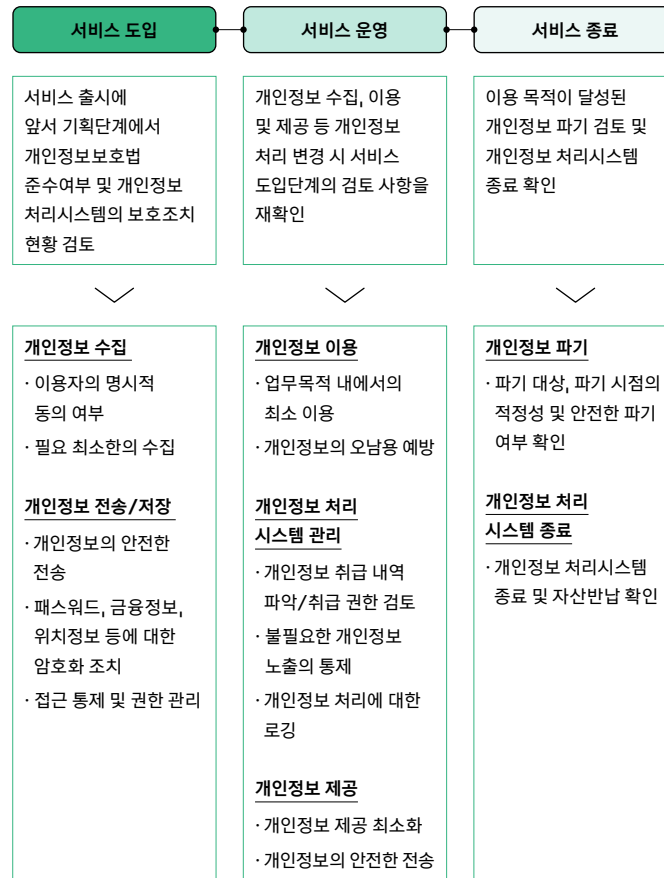 서비스 도입
서비스 운영
서비스 종료
서비스 출시에
앞서 기획단계에서
개인정보보호법
준수여부 및 개인정보
처리시스템의 보호조치
현황 검토
개인정보 수집, 이용
및 제공 등 개인정보
처리 변경 시 서비스
도입단계의 검토 사항을
재확인
이용 목적이 달성된
개인정보 파기 검토 및
개인정보 처리시스템
종료 확인
개인정보 수집
· 이용자의 명시적
동의 여부
· 필요 최소한의 수집
개인정보 전송/저장
· 개인정보의 안전한
전송
· 패스워드, 금융정보,
위치정보 등에 대한
암호화 조치
· 접근 통제 및 권한 관리
개인정보 이용
· 업무목적 내에서의
최소 이용
· 개인정보의 오남용 예방
개인정보 처리
시스템 관리
· 개인정보 취급 내역
파악/취급 권한 검토
· 불필요한 개인정보
노출의 통제
· 개인정보 처리에 대한
로깅
개인정보 제공
· 개인정보 제공 최소화
· 개인정보의 안전한 전송
개인정보 파기
· 파기 대상, 파기 시점의
적정성 및 안전한 파기
여부 확인
개인정보 처리
시스템 종료
· 개인정보 처리시스템
종료 및 자산반납 확인